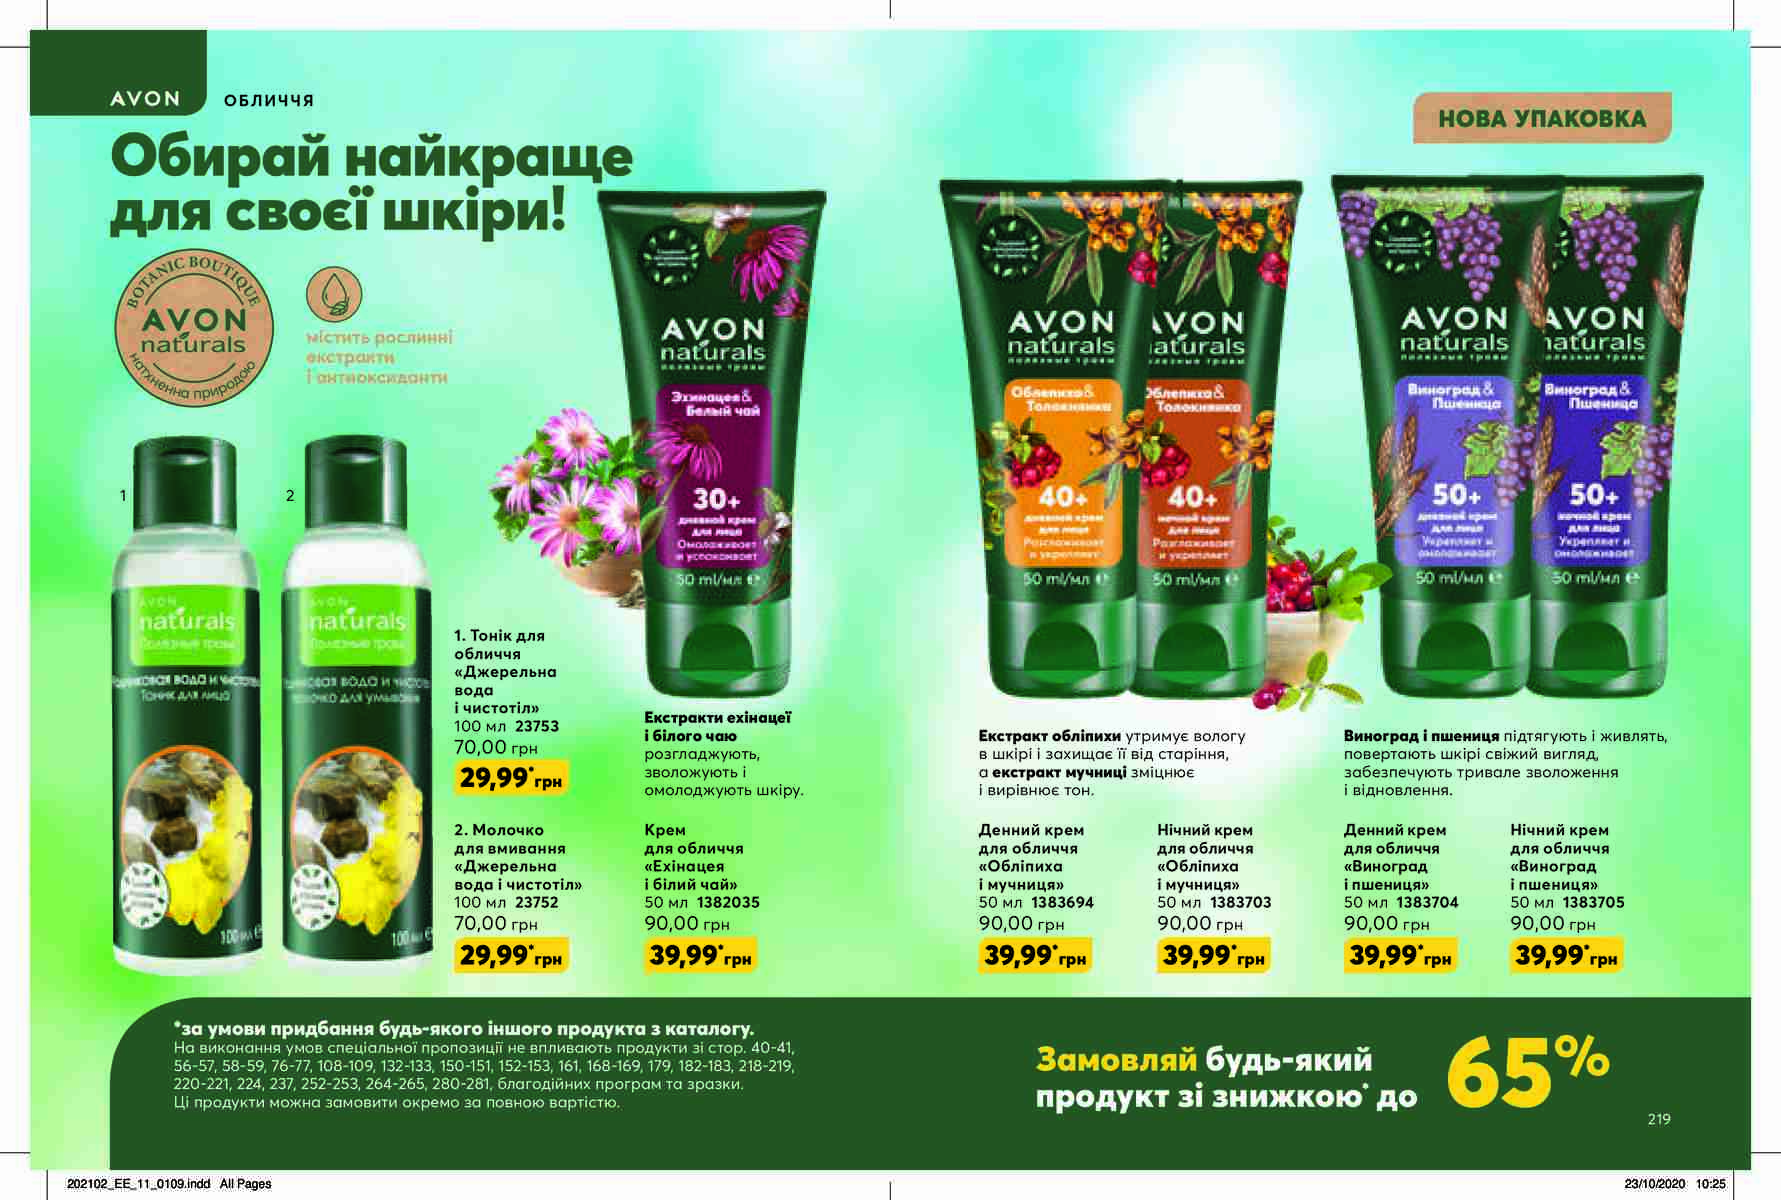 AVON
ОБЛИЧЧЯ
Обирай найкраще
для своєї шкіри!
НОВА УПАКОВКА
BOTANIC BOUTIQUE
AVON
naturals
натхненна природою
містить рослинні
екстракти
і антиоксиданти
1
2
AVON
naturals
Полезные травы
Тоник для лица
100 мл
AVON
naturals
Полезные травы
100 мл
AVON
naturals
полезные травы
Эхинацея &
Белый чай
30+
дневной крем
для лица
Омолаживает
и успокаивает
50 ml/мл e
AVON
naturals
полезные травы
Облепиха &
Толокнянка
40+
дневной крем
для лица
Разглаживает
и укрепляет
50 ml/мл e
AVON
naturals
Облепиха &
Толокнянка
40+
ночной крем
для лица
Разглаживает
и укрепляет
50 ml/мл e
AVON
naturals
полезные травы
Виноград &
Пшеница
50+
дневной крем
для лица
Укрепляет и
омолаживает
50 ml/мл e
AVON
naturals
полезные травы
Виноград &
Пшеница
50+
ночной крем
для лица
Укрепляет и
омолаживает
50 ml/мл e
1. Тонік для
обличчя
«Джерельна
вода
і чистотіл»
100 мл 23753
70,00 грн
29,99* грн
2. Молочко
для вмивання
«Джерельна
вода і чистотіл»
100 мл 23752
70,00 грн
29,99* грн
Екстракти ехінацеї
і білого чаю
розгладжують,
зволожують і
омолоджують шкіру.
Крем
для обличчя
«Ехінацея
і білий чай»
50 мл 1382035
90,00 грн
39,99* грн
Екстракт обліпихи утримує вологу
в шкірі і захищає її від старіння,
а екстракт мучниці зміцнює
і вирівнює тон.
Денний крем
для обличчя
«Обліпиха
і мучниця»
50 мл 1383694
90,00 грн
39,99* грн
Нічний крем
для обличчя
«Обліпиха
і мучниця»
50 мл 1383703
90,00 грн
39,99* грн
Виноград і пшениця підтягують і живлять,
повертають шкірі свіжий вигляд,
забезпечують тривале зволоження
і відновлення.
Денний крем
для обличчя
«Виноград
і пшениця»
50 мл 1383704
90,00 грн
39,99* грн
Нічний крем
для обличчя
«Виноград
і пшениця»
50 мл 1383705
90,00 грн
39,99* грн
*за умови придбання будь-якого іншого продукта з каталогу.
На виконання умов спеціальної пропозиції не впливають продукти зі стор. 40-41,
56-57, 58-59, 76-77, 108-109, 132-133, 150-151, 152-153, 161, 168-169, 179, 182-183, 218-219,
220-221, 224, 237, 252-253, 264-265, 280-281, благодійних програм та зразки.
Ці продукти можна замовити окремо за повною вартістю.
Замовляй будь-який
продукт зі знижкою* до
65%
219
202102_EE_11_0109.indd All Pages
23/10/2020 10:25